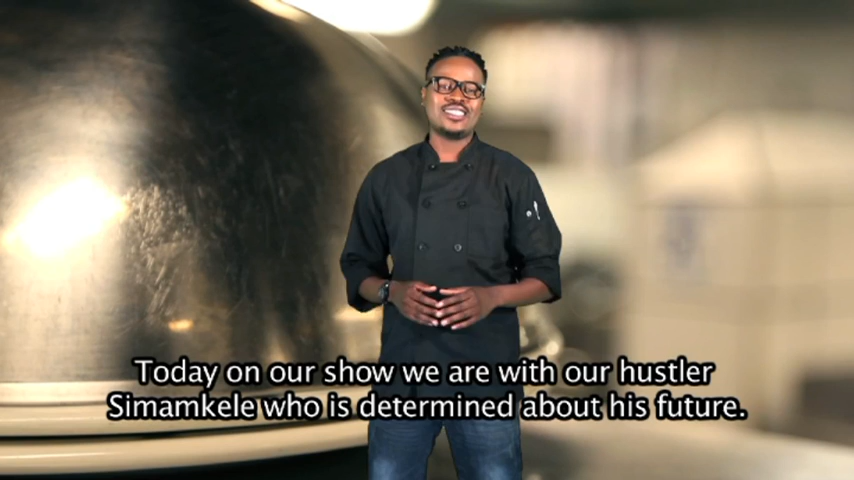 Today on our show we are with our hustler
Simamkele who is determined about his future.